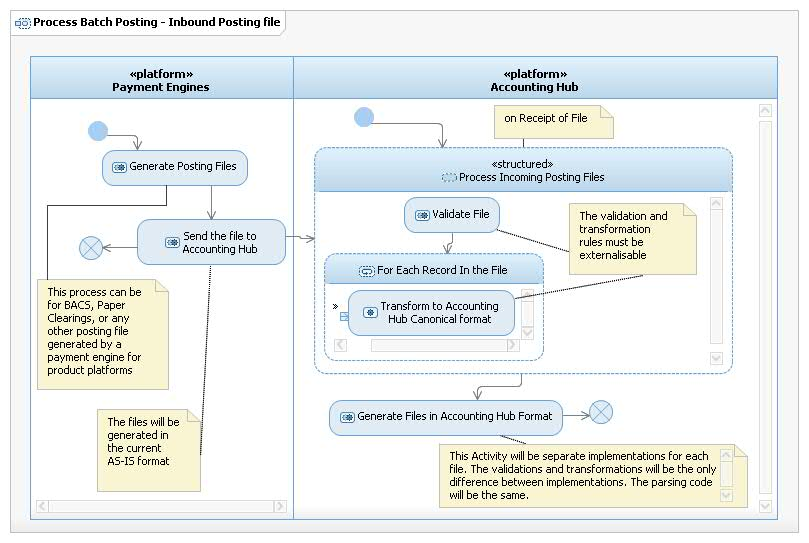 Process Batch Posting - Inbound Posting file
«platform»
Payment Engines
«platform»
Accounting Hub
on Receipt of File
Generate Posting Files
«structured»
Process Incoming Posting Files
Send the file to
Accounting Hub
Validate File
The validation and
transformation
rules must be
externalisable
For Each Record In the File
This process can be
for BACS, Paper
Clearings, or any
other posting file
generated by a
payment engine for
product platforms
»
Transform to Accounting
Hub Canonical format
Generate Files in Accounting Hub Format
The files will be
generated in
the current
AS-IS format
This Activity will be separate implementations for each
file. The validations and transformations will be the only
difference between implementations. The parsing code
will be the same.